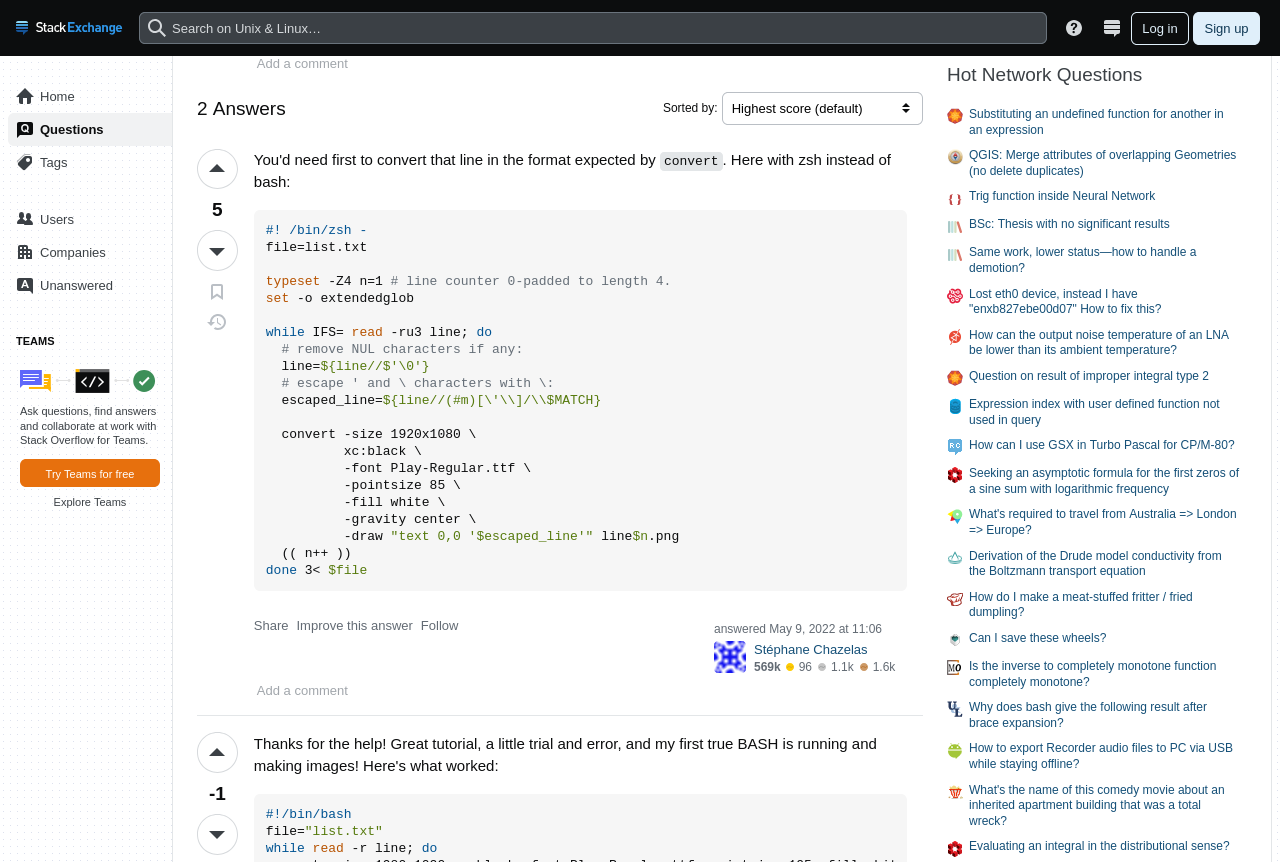 StackExchange
Search on Unix & Linux…
Log in
Sign up
Home
Questions
Tags
Users
Companies
Unanswered
TEAMS
Ask questions, find answers
and collaborate at work with
Stack Overflow for Teams.
Try Teams for free
Explore Teams
Add a comment
2 Answers
Sorted by:
Highest score (default)
5
You'd need first to convert that line in the format expected by convert. Here with zsh instead of
bash:
#! /bin/zsh -
file=list.txt
typeset -Z4 n=1 # line counter 0-padded to length 4.
set -o extendedglob
while IFS= read -ru3 line; do
# remove NUL characters if any:
line=${line//$'\0'}
# escape ' and \ characters with \:
escaped_line=${line//(#m)[\'\\]/\\$MATCH}
convert -size 1920x1080 \
xc:black \
-font Play-Regular.ttf \
-pointsize 85 \
-fill white \
-gravity center \
-draw "text 0,0 '$escaped_line'" line$n.png
(( n++ ))
done 3< $file
Share Improve this answer Follow
answered May 9, 2022 at 11:06
Stéphane Chazelas
569k 96 1.1k 1.6k
Add a comment
-1
Thanks for the help! Great tutorial, a little trial and error, and my first true BASH is running and
making images! Here's what worked:
#!/bin/bash
file="list.txt"
while read -r line; do
Hot Network Questions
Substituting an undefined function for another in
an expression
QGIS: Merge attributes of overlapping Geometries
(no delete duplicates)
Trig function inside Neural Network
BSc: Thesis with no significant results
Same work, lower status—how to handle a
demotion?
Lost eth0 device, instead I have
"enxb827ebe00d07" How to fix this?
How can the output noise temperature of an LNA
be lower than its ambient temperature?
Question on result of improper integral type 2
Expression index with user defined function not
used in query
How can I use GSX in Turbo Pascal for CP/M-80?
Seeking an asymptotic formula for the first zeros of
a sine sum with logarithmic frequency
What's required to travel from Australia => London
=> Europe?
Derivation of the Drude model conductivity from
the Boltzmann transport equation
How do I make a meat-stuffed fritter / fried
dumpling?
Can I save these wheels?
Is the inverse to completely monotone function
completely monotone?
Why does bash give the following result after
brace expansion?
How to export Recorder audio files to PC via USB
while staying offline?
What's the name of this comedy movie about an
inherited apartment building that was a total
wreck?
Evaluating an integral in the distributional sense?